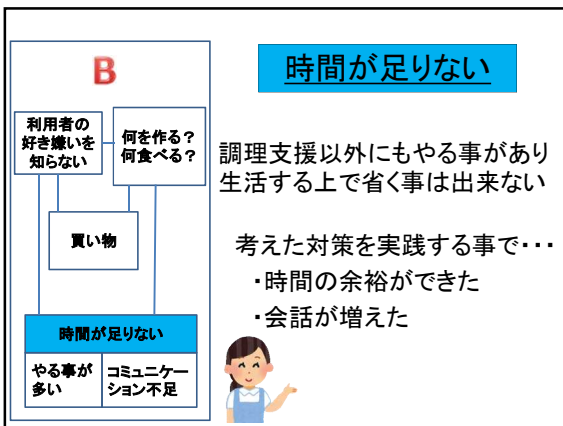 B
利用者の
好き嫌いを
知らない
何を作る？
何食べる？
買い物
時間が足りない
やる事が
多い
コミュニケー
ション不足
時間が足りない
調理支援以外にもやる事があり
生活する上で省く事は出来ない
考えた対策を実践する事で･･･
･時間の余裕ができた
･会話が増えた